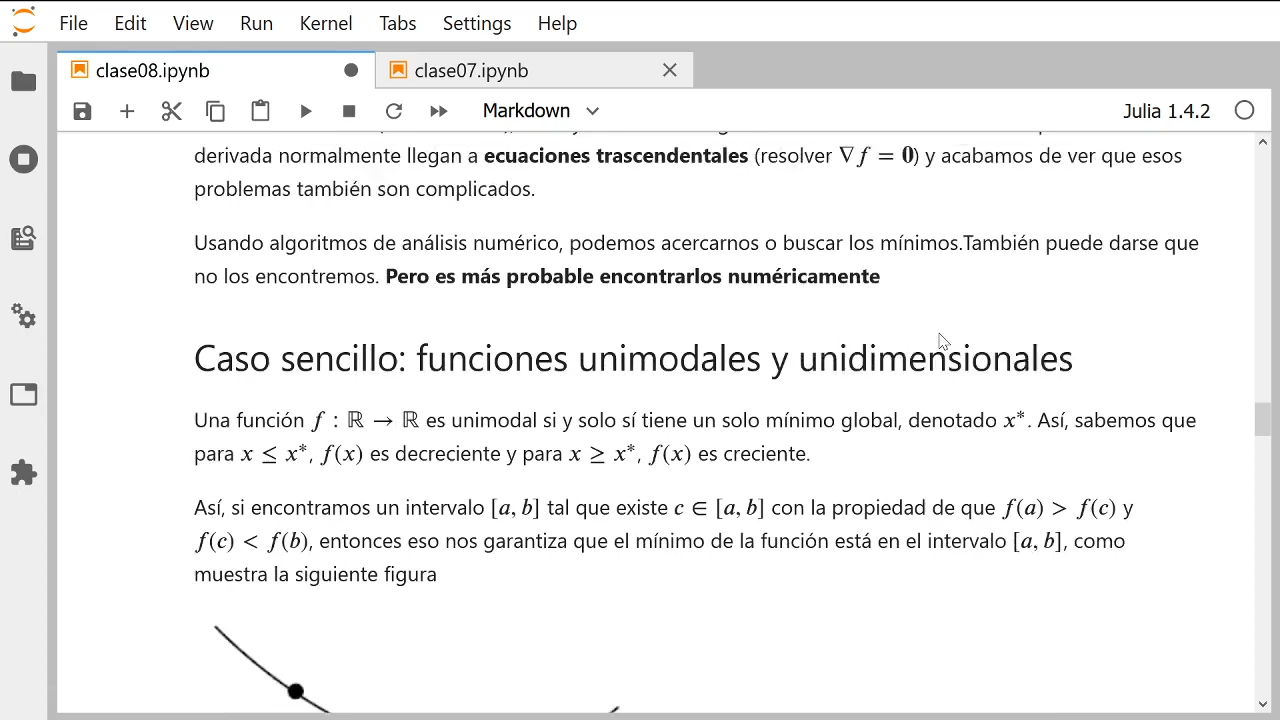 File Edit View Run Kernel Tabs Settings Help
clase08.ipynb
clase07.ipynb
Markdown
Julia 1.4.2
derivada normalmente llegan a ecuaciones trascendentales (resolver ∇f = 0) y acabamos de ver que esos
problemas también son complicados.
Usando algoritmos de análisis numérico, podemos acercarnos o buscar los mínimos.También puede darse que
no los encontremos. Pero es más probable encontrarlos numéricamente
Caso sencillo: funciones unimodales y unidimensionales
Una función f : ℝ → ℝ es unimodal si y solo sí tiene un solo mínimo global, denotado x*. Así, sabemos que
para x ≤ x*, f(x) es decreciente y para x ≥ x*, f(x) es creciente.
Así, si encontramos un intervalo [a, b] tal que existe c ∈ [a, b] con la propiedad de que f(a) > f(c) y
f(c) < f(b), entonces eso nos garantiza que el mínimo de la función está en el intervalo [a, b], como
muestra la siguiente figura